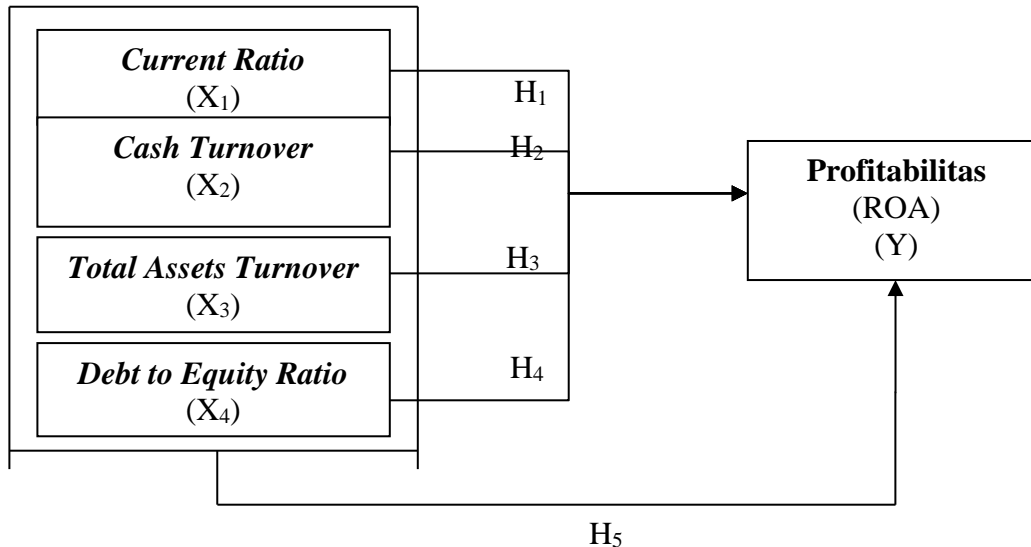 Current Ratio
(X₁)
H₁
Cash Turnover
(X₂)
H₂
Total Assets Turnover
(X₃)
H₃
Debt to Equity Ratio
(X₄)
H₄
Profitabilitas
(ROA)
(Y)
H₅